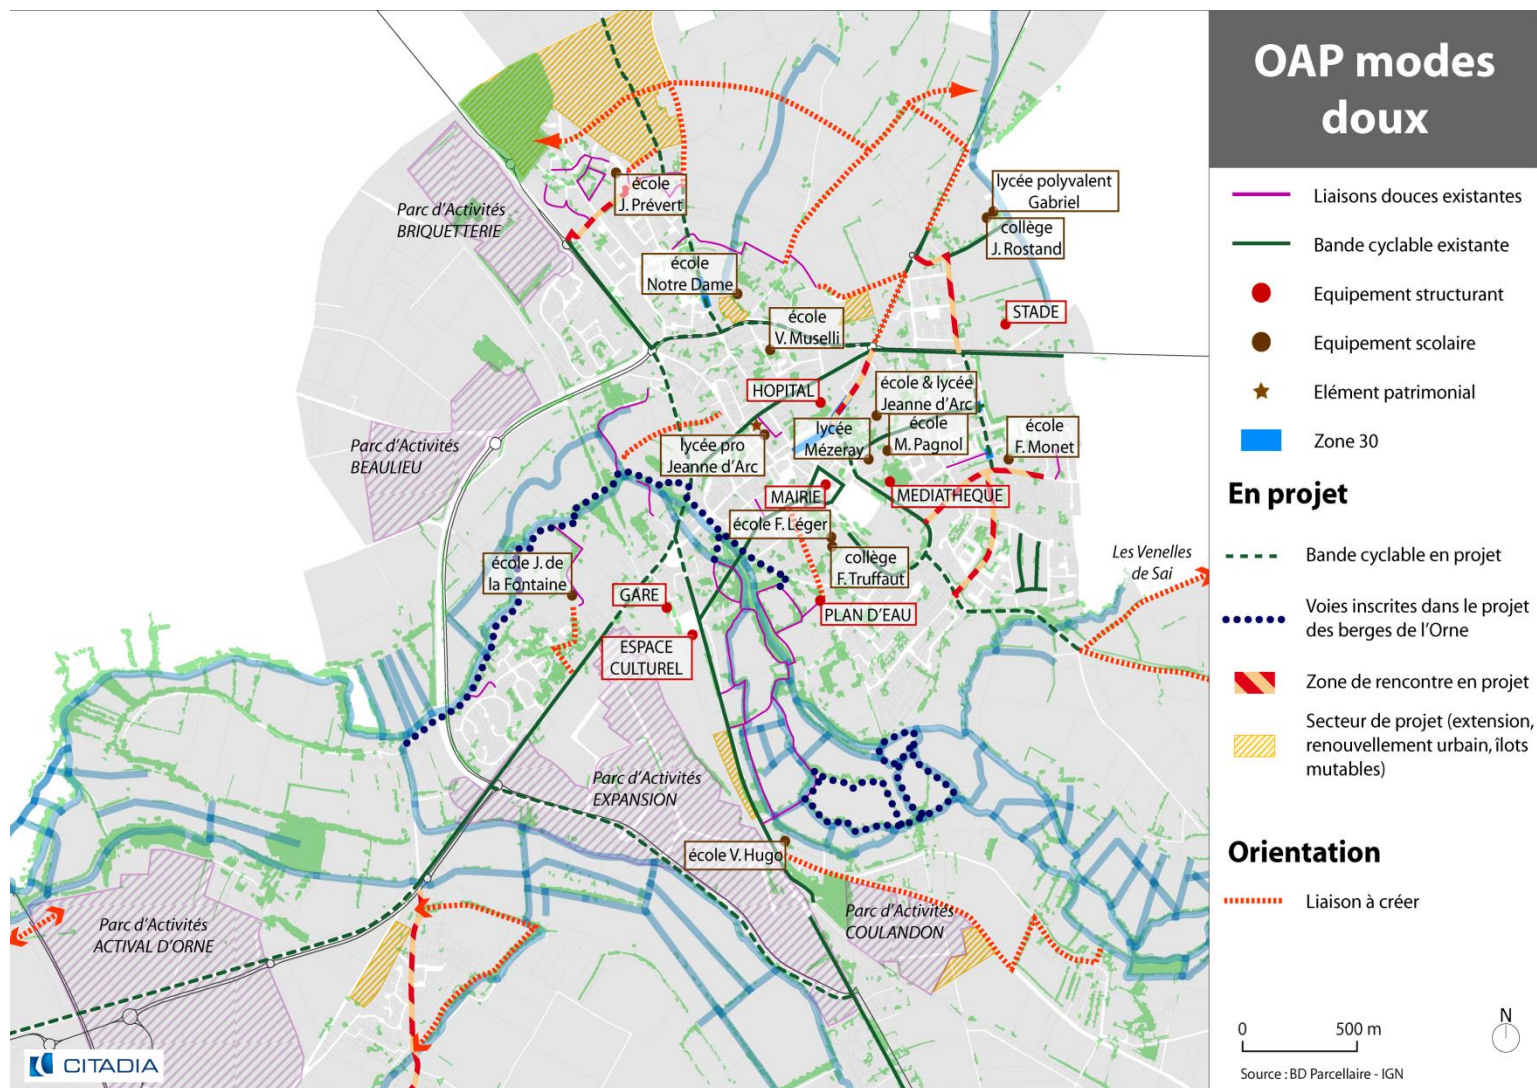 OAP modes
doux
Liaisons douces existantes
Bande cyclable existante
Equipement structurant
Equipement scolaire
Elément patrimonial
Zone 30
En projet
Bande cyclable en projet
Voies inscrites dans le projet
des berges de l'Orne
Zone de rencontre en projet
Secteur de projet (extension,
renouvellement urbain, îlots
mutables)
Orientation
Liaison à créer
0 500 m
N
Source : BD Parcellaire - IGN
école
J. Prévert
Parc d'Activités
BRIQUETTERIE
lycée polyvalent
Gabriel
collège
J. Rostand
école
Notre Dame
STADE
école
V. Muselli
HOPITAL
école & lycée
Jeanne d'Arc
Parc d'Activités
BEAULIEU
lycée pro
Jeanne d'Arc
lycée
Mézeray
école
M. Pagnol
école
F. Monet
MAIRIE
MEDIATHEQUE
école F. Léger
collège
F. Truffaut
école J. de
la Fontaine
Les Venelles
de Sai
GARE
PLAN D'EAU
ESPACE
CULTUREL
Parc d'Activités
EXPANSION
école V. Hugo
Parc d'Activités
COULANDON
Parc d'Activités
ACTIVAL D'ORNE
CITADIA